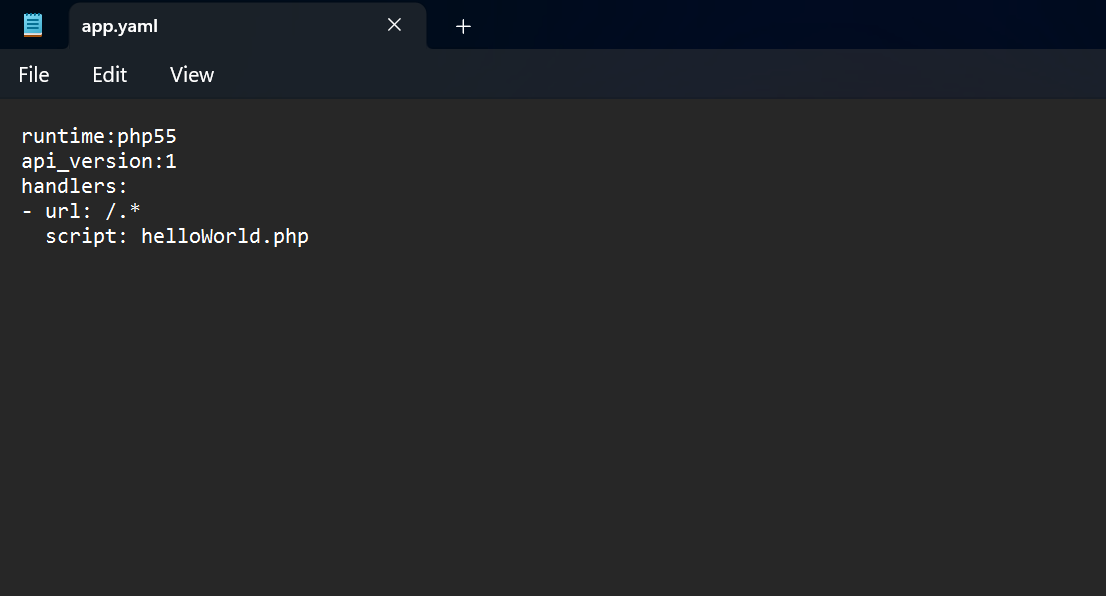 app.yaml
File Edit View
runtime:php55
api_version:1
handlers:
- url: /.*
  script: helloWorld.php